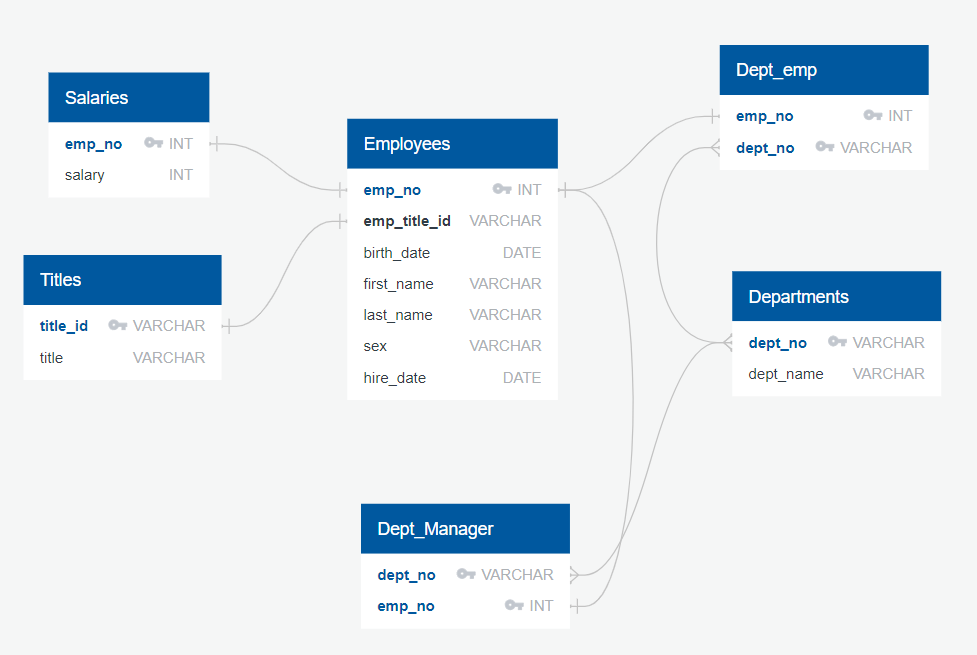 Salaries
emp_no INT
salary INT
Titles
title_id VARCHAR
title VARCHAR
Employees
emp_no INT
emp_title_id VARCHAR
birth_date DATE
first_name VARCHAR
last_name VARCHAR
sex VARCHAR
hire_date DATE
Dept_emp
emp_no INT
dept_no VARCHAR
Departments
dept_no VARCHAR
dept_name VARCHAR
Dept_Manager
dept_no VARCHAR
emp_no INT